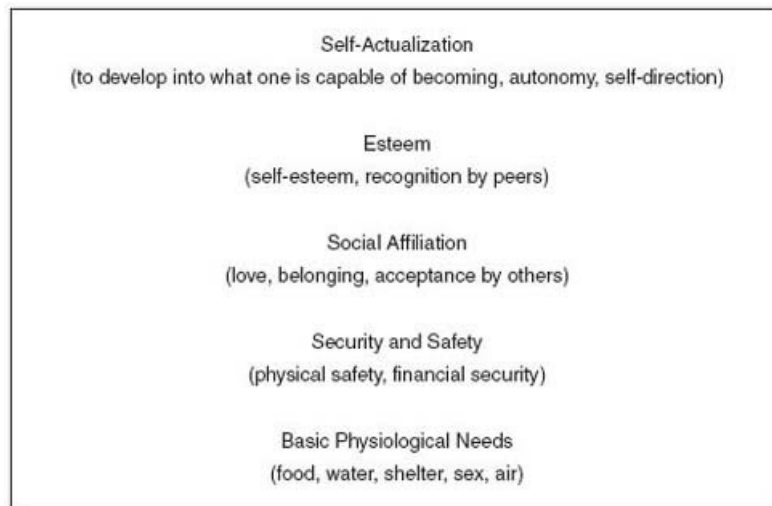 Self-Actualization
(to develop into what one is capable of becoming, autonomy, self-direction)
Esteem
(self-esteem, recognition by peers)
Social Affiliation
(love, belonging, acceptance by others)
Security and Safety
(physical safety, financial security)
Basic Physiological Needs
(food, water, shelter, sex, air)